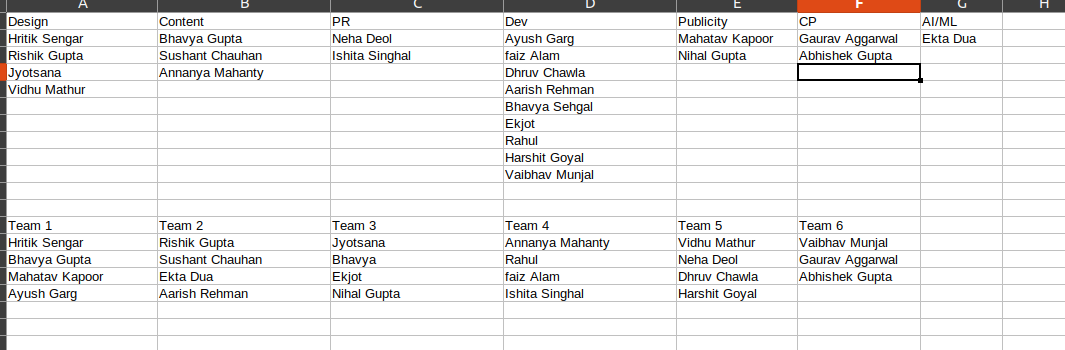 A B C D E F G H
Design Content PR Dev Publicity CP AI/ML
Hritik Sengar Bhavya Gupta Neha Deol Ayush Garg Mahatav Kapoor Gaurav Aggarwal Ekta Dua
Rishik Gupta Sushant Chauhan Ishita Singhal faiz Alam Nihal Gupta Abhishek Gupta
Jyotsana Annanya Mahanty Dhruv Chawla
Vidhu Mathur Aarish Rehman
Bhavya Sehgal
Ekjot
Rahul
Harshit Goyal
Vaibhav Munjal
Team 1 Team 2 Team 3 Team 4 Team 5 Team 6
Hritik Sengar Rishik Gupta Jyotsana Annanya Mahanty Vidhu Mathur Vaibhav Munjal
Bhavya Gupta Sushant Chauhan Bhavya Rahul Neha Deol Gaurav Aggarwal
Mahatav Kapoor Ekta Dua Ekjot faiz Alam Dhruv Chawla Abhishek Gupta
Ayush Garg Aarish Rehman Nihal Gupta Ishita Singhal Harshit Goyal